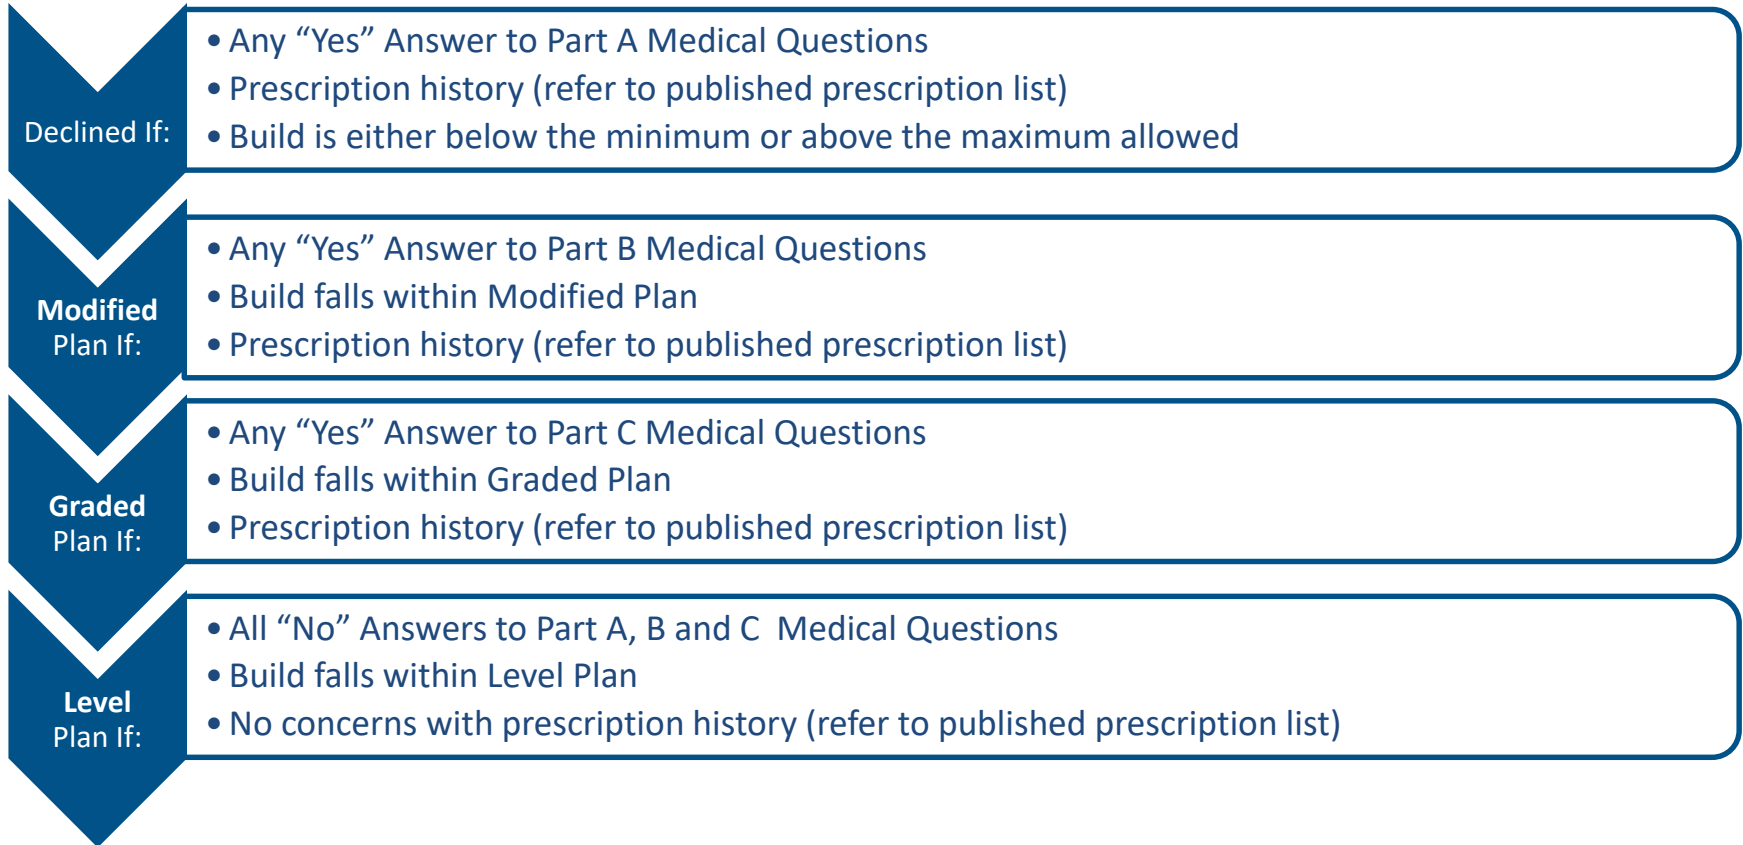 Declined If:
• Any “Yes” Answer to Part A Medical Questions
• Prescription history (refer to published prescription list)
• Build is either below the minimum or above the maximum allowed
Modified
Plan If:
• Any “Yes” Answer to Part B Medical Questions
• Build falls within Modified Plan
• Prescription history (refer to published prescription list)
Graded
Plan If:
• Any “Yes” Answer to Part C Medical Questions
• Build falls within Graded Plan
• Prescription history (refer to published prescription list)
Level
Plan If:
• All “No” Answers to Part A, B and C  Medical Questions
• Build falls within Level Plan
• No concerns with prescription history (refer to published prescription list)